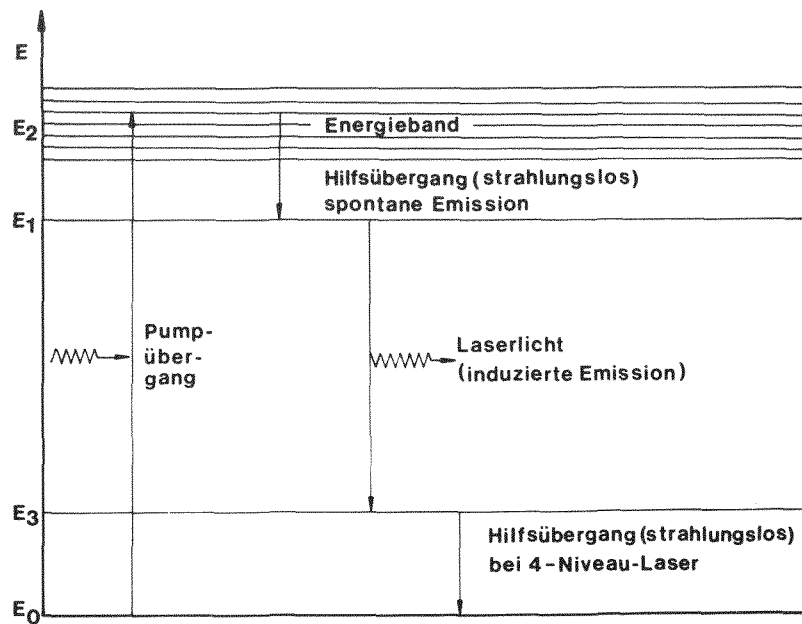 E
E2
Energieband
Hilfsübergang (strahlungslos)
spontane Emission
E1
Pump-
über-
gang
Laserlicht
(induzierte Emission)
E3
Hilfsübergang (strahlungslos)
bei 4-Niveau-Laser
E0